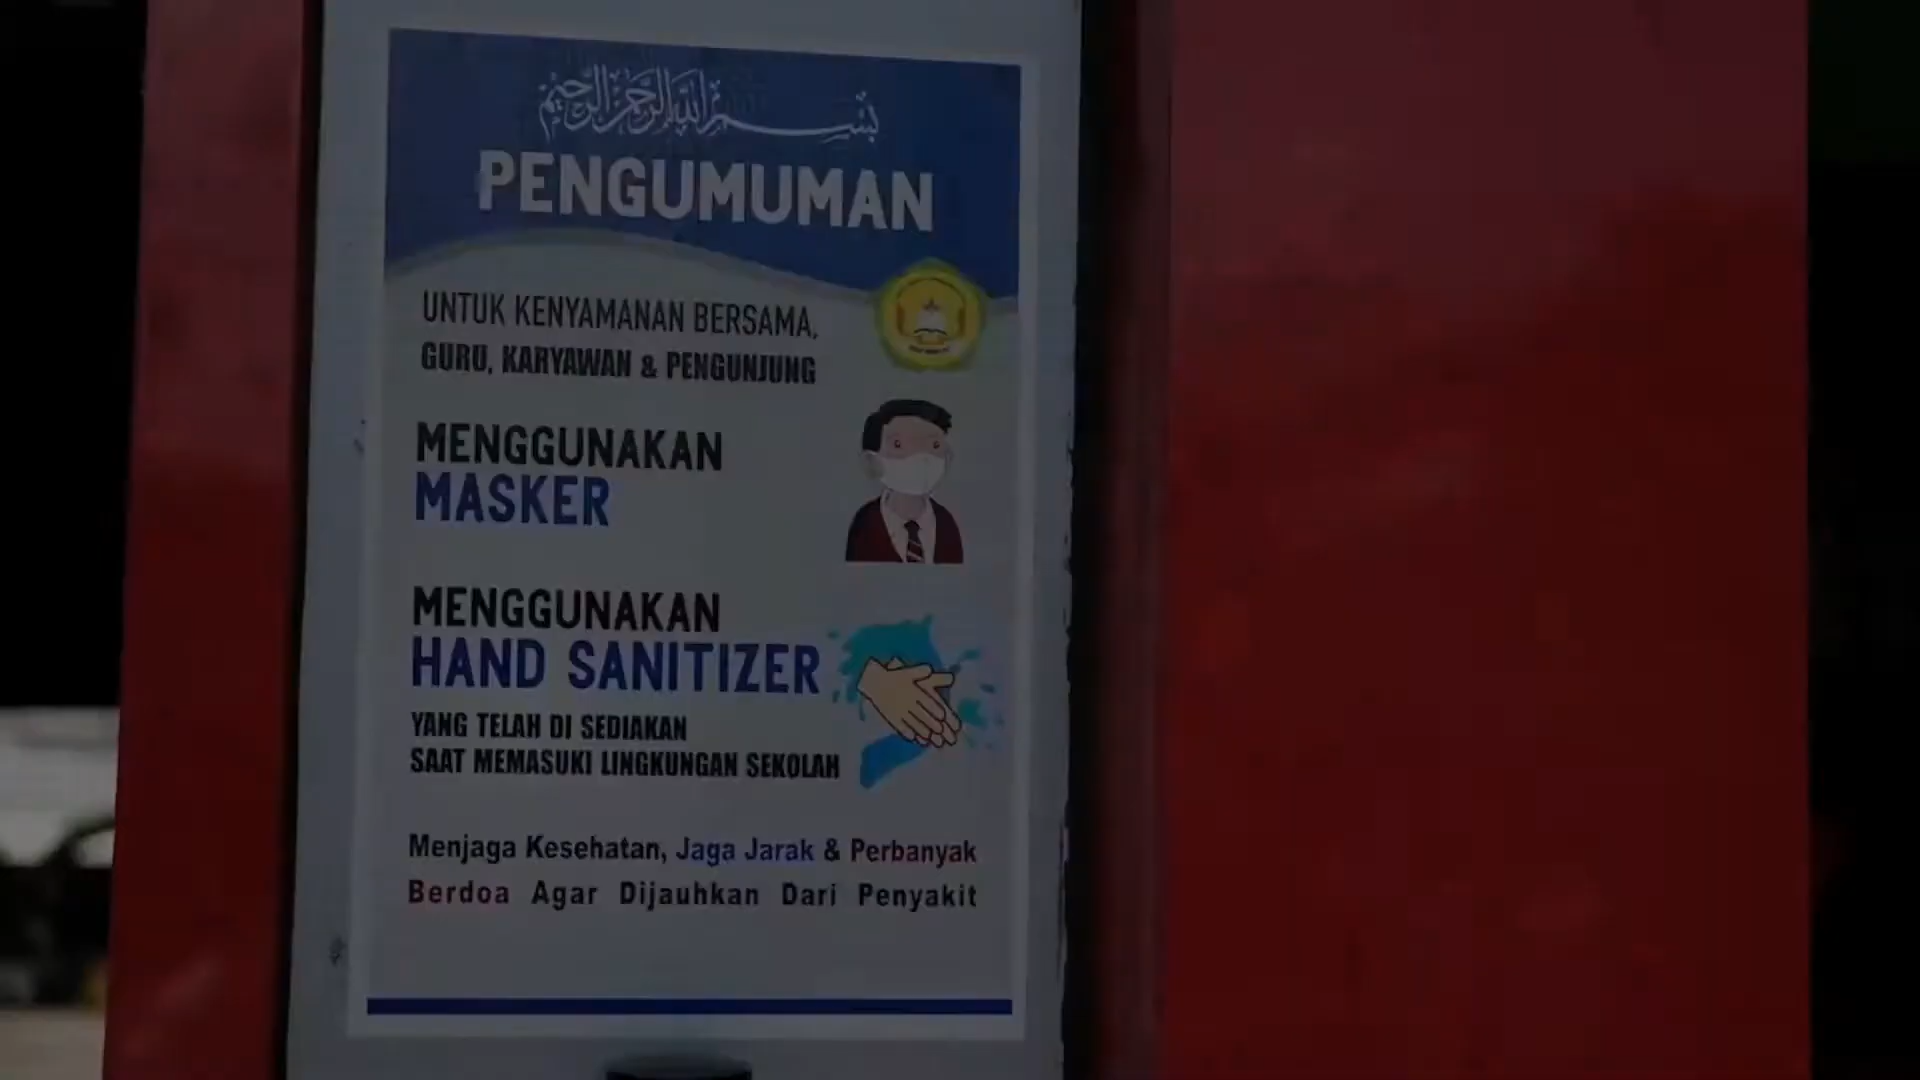 بسم الله الرحمن الرحيم
PENGUMUMAN
UNTUK KENYAMANAN BERSAMA,
GURU, KARYAWAN & PENGUNJUNG
MENGGUNAKAN
MASKER
MENGGUNAKAN
HAND SANITIZER
YANG TELAH DI SEDIAKAN
SAAT MEMASUKI LINGKUNGAN SEKOLAH
Menjaga Kesehatan, Jaga Jarak & Perbanyak
Berdoa Agar Dijauhkan Dari Penyakit